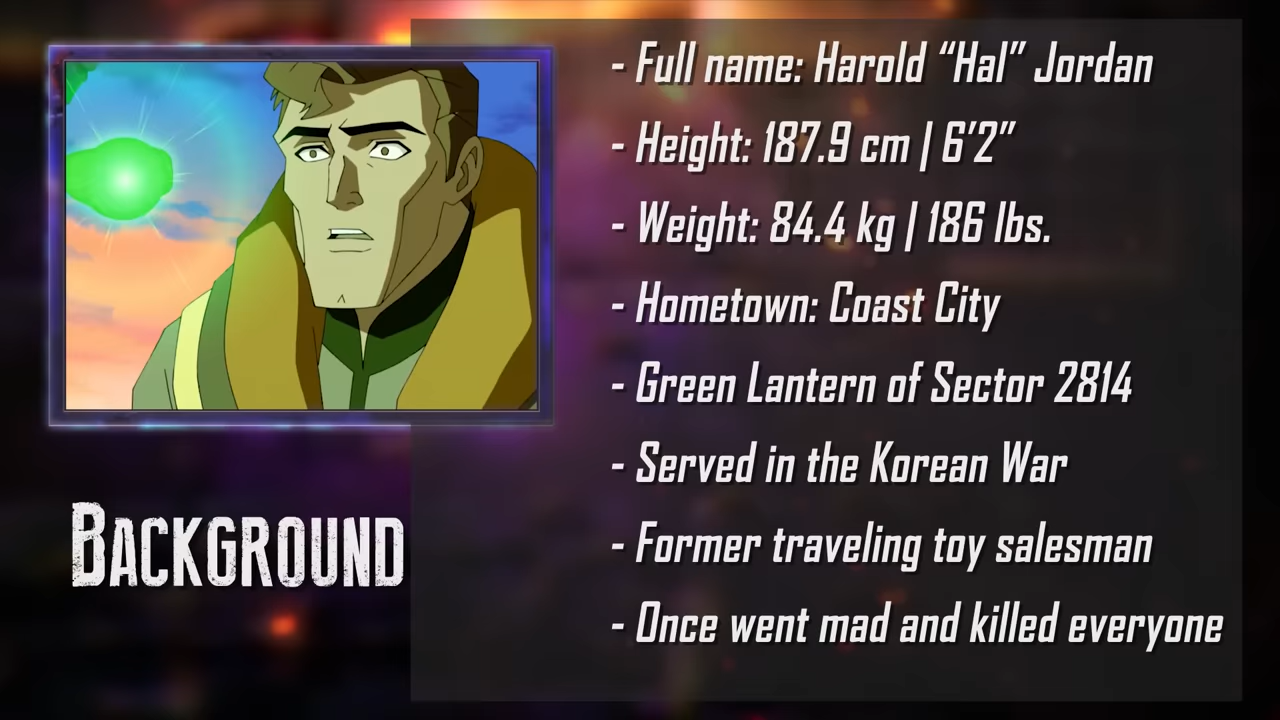 - Full name: Harold “Hal” Jordan
- Height: 187.9 cm | 6’2”
- Weight: 84.4 kg | 186 lbs.
- Hometown: Coast City
- Green Lantern of Sector 2814
- Served in the Korean War
- Former traveling toy salesman
- Once went mad and killed everyone
Background